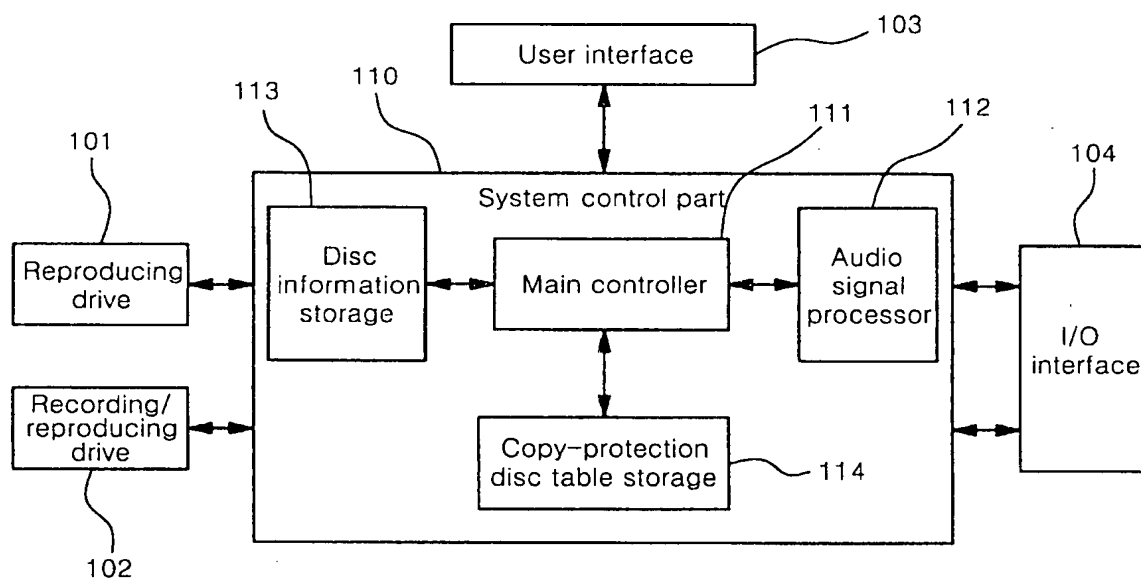 User interface
103
110
113
111
112
101
104
System control part
Reproducing
drive
Disc
information
storage
Main controller
Audio
signal
processor
I/O
interface
Recording/
reproducing
drive
Copy-protection
disc table storage
114
102